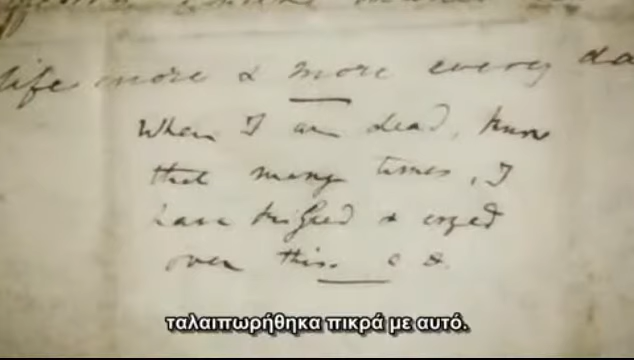 life more & more every da
When I am dead, know
that many times, I
have kissed & cryed
over this. C. D.
ταλαιπωρήθηκα πικρά με αυτό.